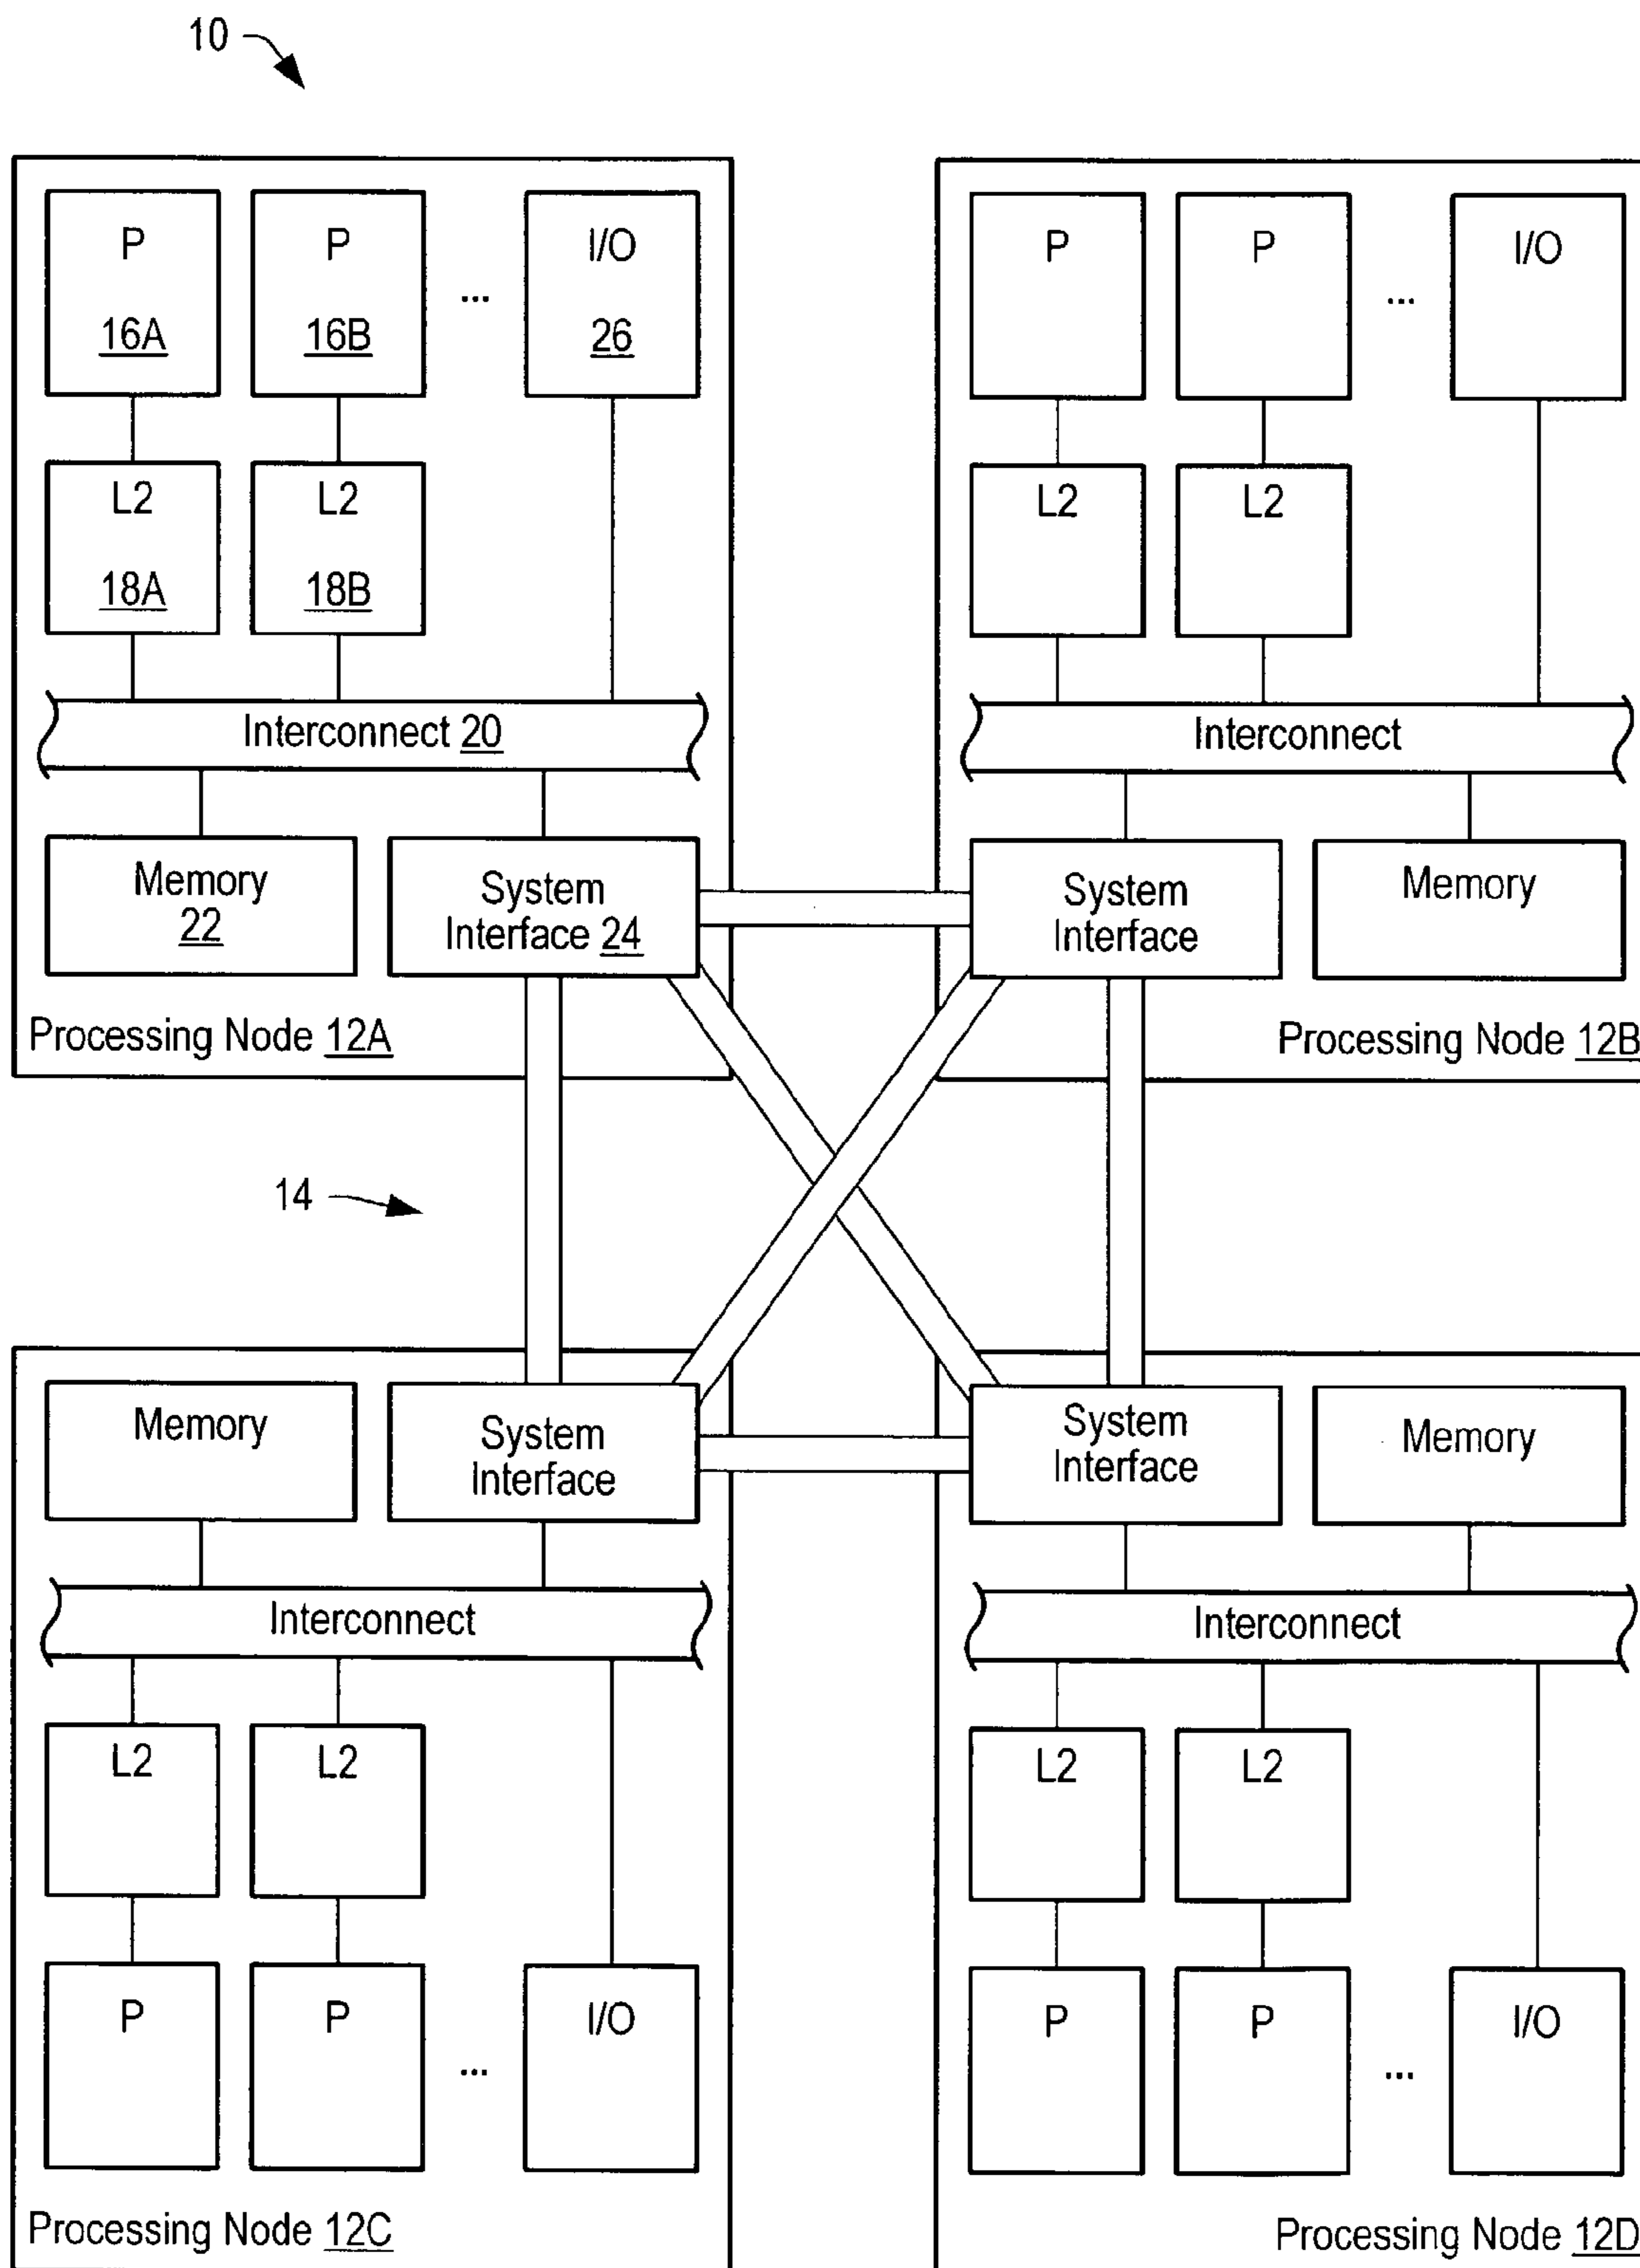 10
P
16A
P
16B
...
I/O
26
L2
18A
L2
18B
Interconnect 20
Memory
22
System
Interface 24
Processing Node 12A
P
P
...
I/O
L2
L2
Interconnect
System
Interface
Memory
Processing Node 12B
14
Memory
System
Interface
Interconnect
L2
L2
P
P
...
I/O
Processing Node 12C
System
Interface
Memory
Interconnect
L2
L2
P
P
...
I/O
Processing Node 12D